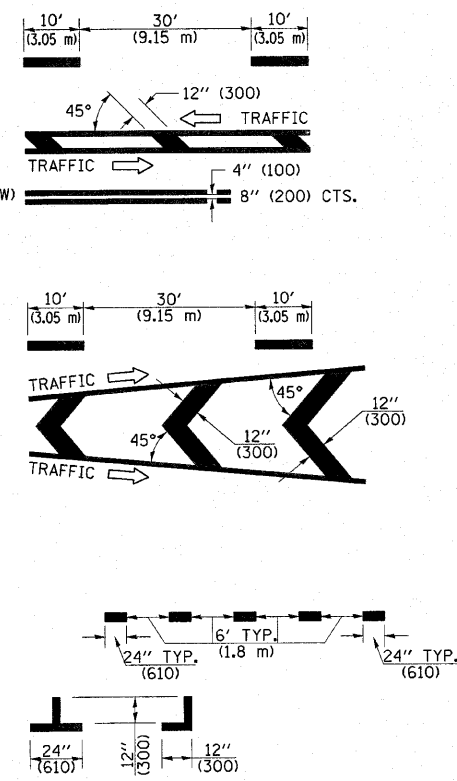 10' 30' 10'
(3.05 m) (9.15 m) (3.05 m)
45° 12'' (300)
TRAFFIC
TRAFFIC
4'' (100)
W) 8'' (200) CTS.
10' 30' 10'
(3.05 m) (9.15 m) (3.05 m)
TRAFFIC
45°
12''
(300)
45° 12''
(300)
TRAFFIC
6' TYP.
(1.8 m)
24'' TYP.
(610)
24'' TYP.
(610)
24''
(610)
12''
(300)
12''
(300)